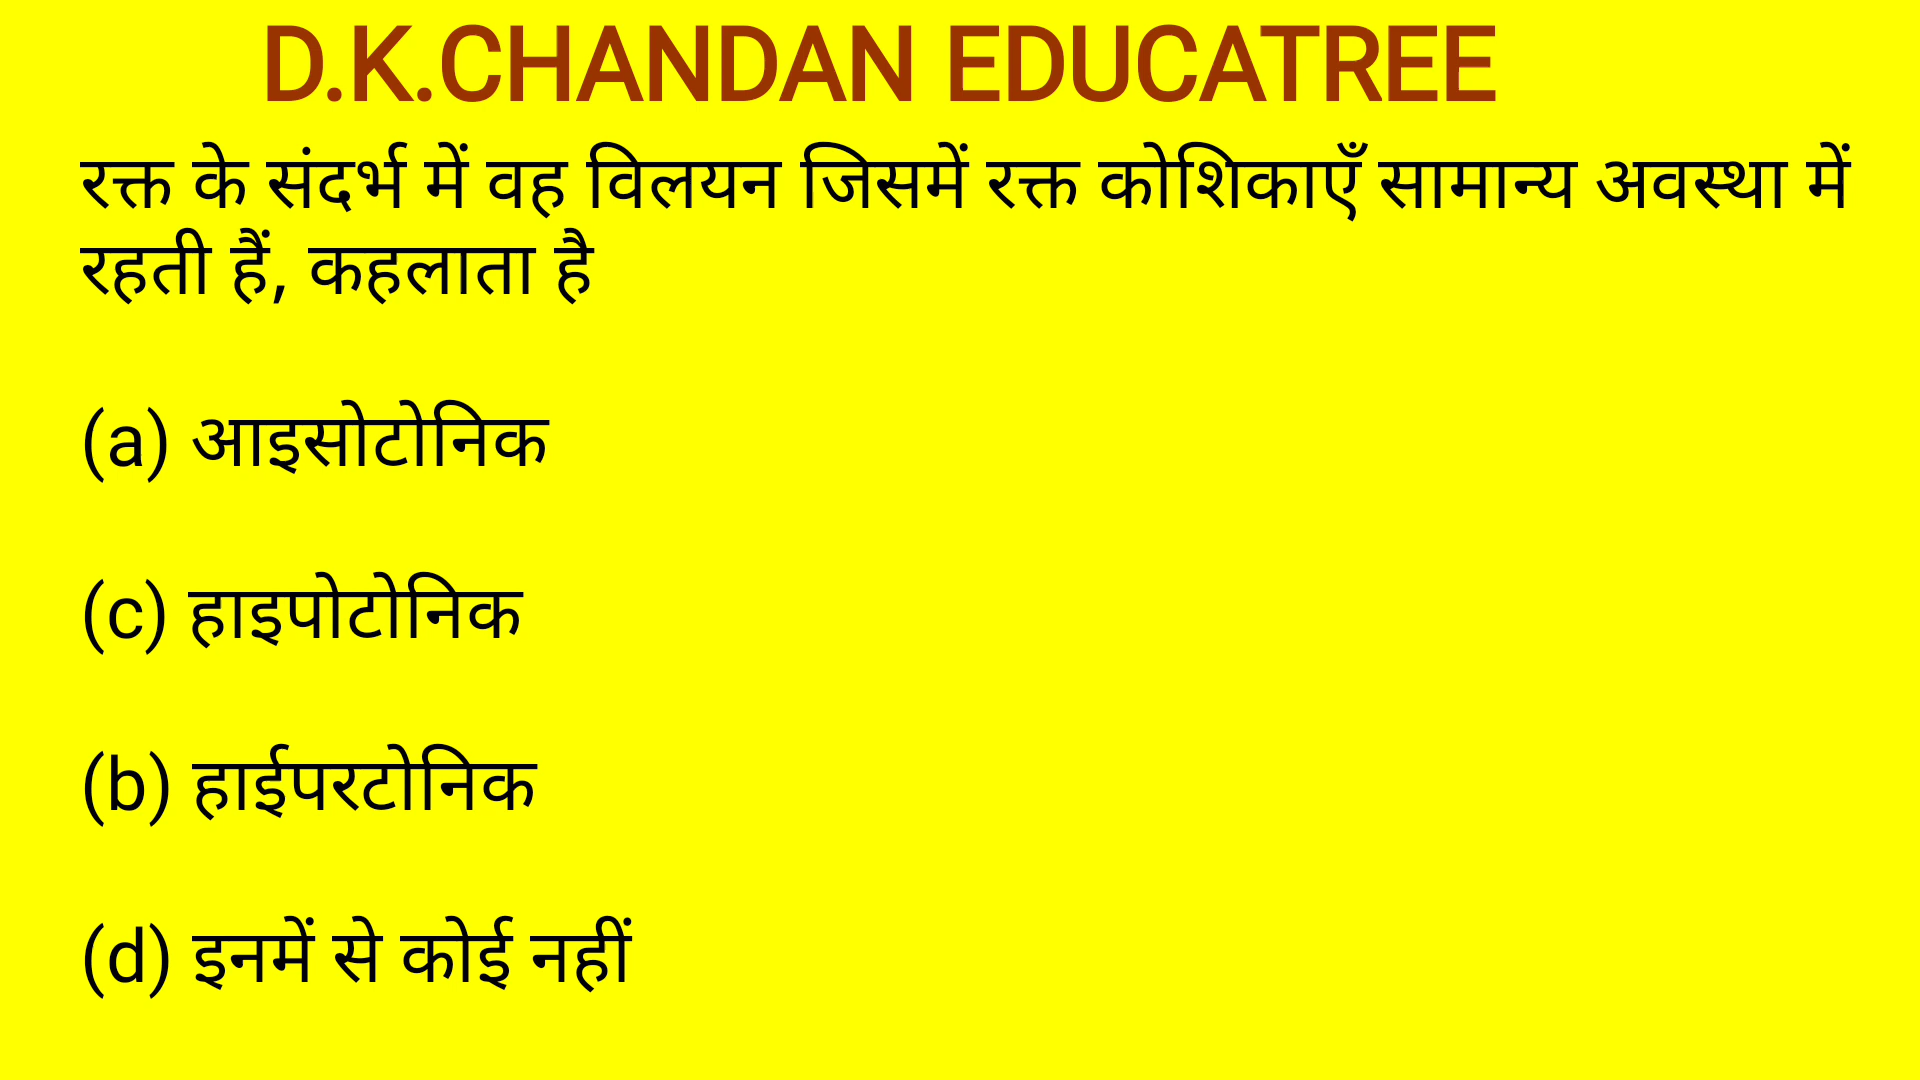 D.K.CHANDAN EDUCATREE
रक्त के संदर्भ में वह विलयन जिसमें रक्त कोशिकाएँ सामान्य अवस्था में
रहती हैं, कहलाता है
(a) आइसोटोनिक
(c) हाइपोटोनिक
(b) हाईपरटोनिक
(d) इनमें से कोई नहीं